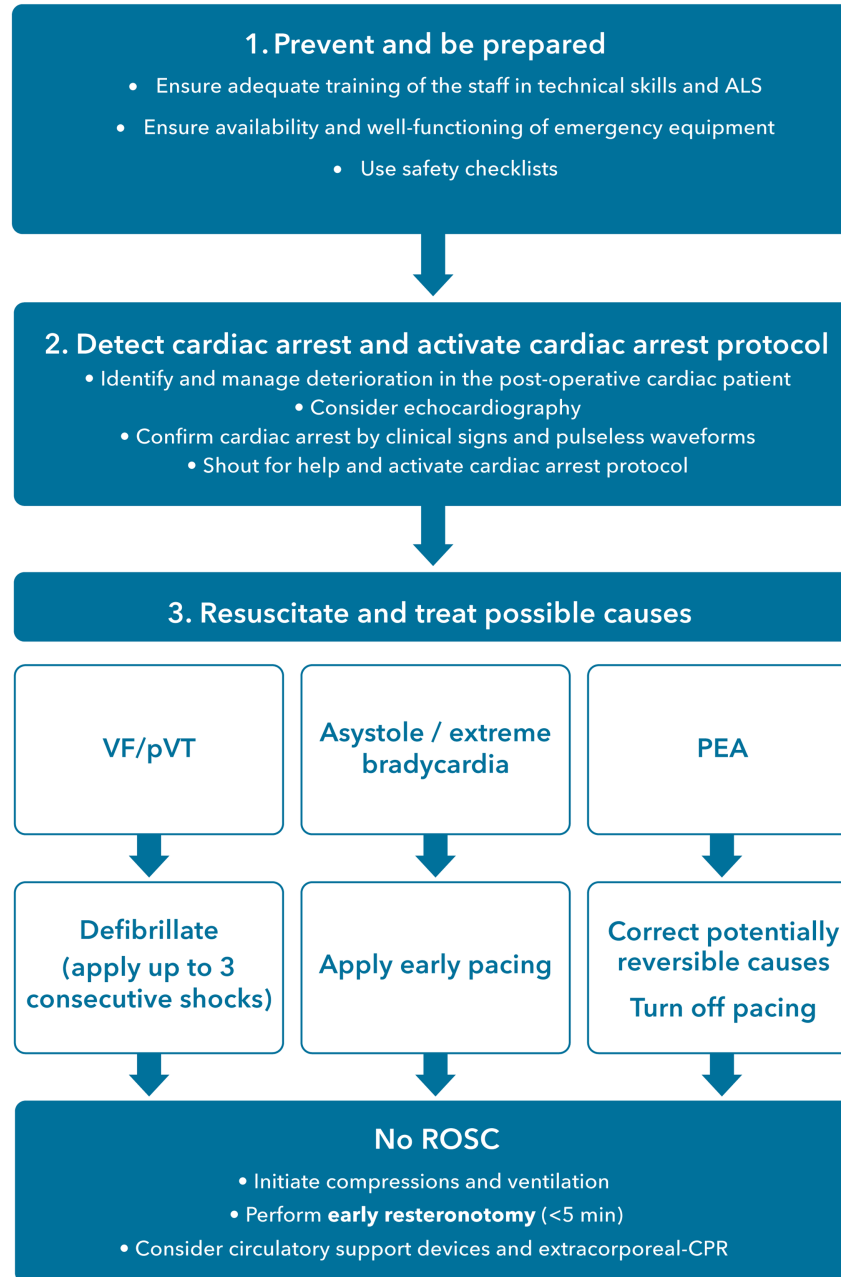 1. Prevent and be prepared
• Ensure adequate training of the staff in technical skills and ALS
• Ensure availability and well-functioning of emergency equipment
• Use safety checklists
2. Detect cardiac arrest and activate cardiac arrest protocol
• Identify and manage deterioration in the post-operative cardiac patient
• Consider echocardiography
• Confirm cardiac arrest by clinical signs and pulseless waveforms
• Shout for help and activate cardiac arrest protocol
3. Resuscitate and treat possible causes
VF/pVT
Asystole / extreme
bradycardia
PEA
Defibrillate
(apply up to 3
consecutive shocks)
Apply early pacing
Correct potentially
reversible causes
Turn off pacing
No ROSC
• Initiate compressions and ventilation
• Perform early resteronotomy (<5 min)
• Consider circulatory support devices and extracorporeal-CPR